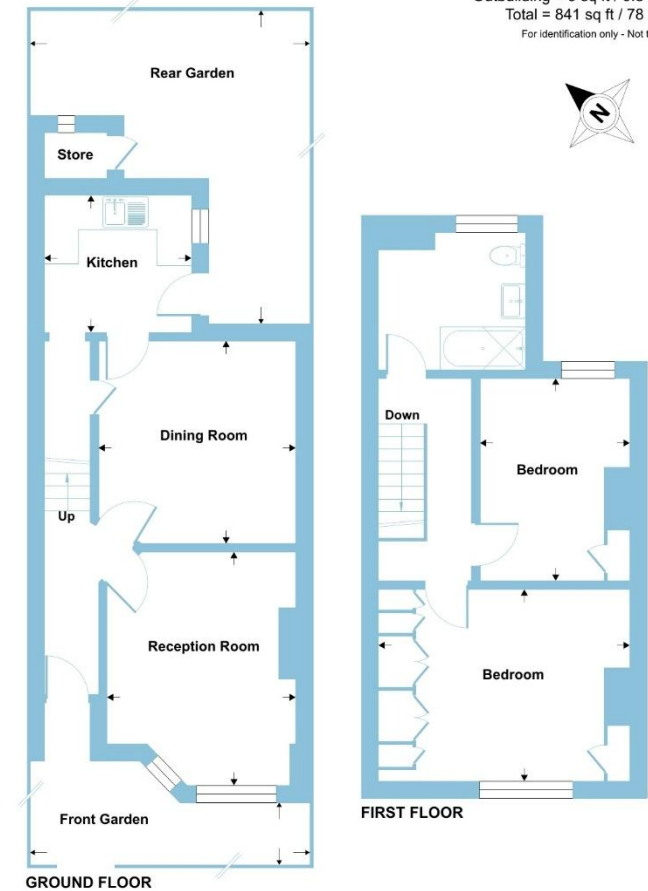 Total = 841 sq ft / 78
For identification only - Not t
N
Rear Garden
Store
Kitchen
Dining Room
Up
Reception Room
Front Garden
GROUND FLOOR
Down
Bedroom
Bedroom
FIRST FLOOR